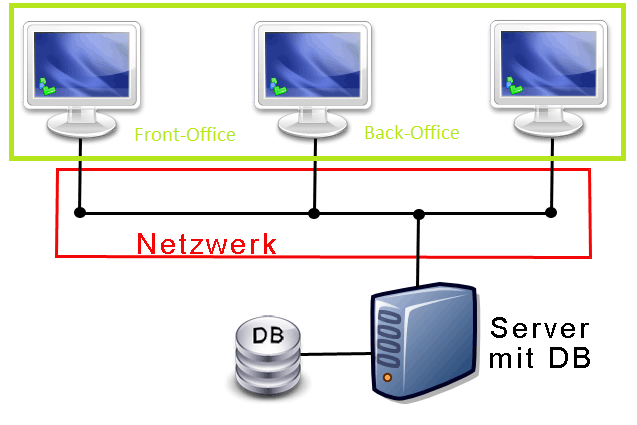 Front-Office
Back-Office
Netzwerk
DB
Server
mit DB